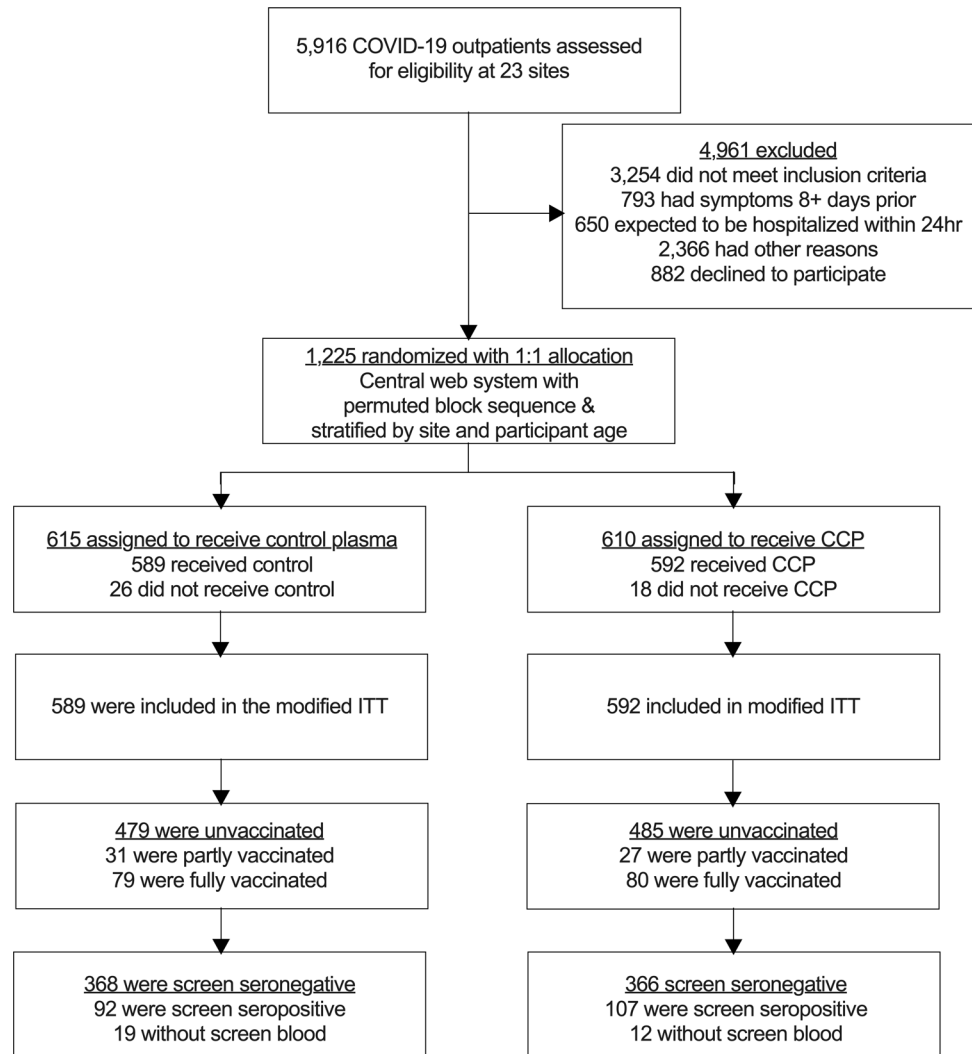 5,916 COVID-19 outpatients assessed
for eligibility at 23 sites
4,961 excluded
3,254 did not meet inclusion criteria
793 had symptoms 8+ days prior
650 expected to be hospitalized within 24hr
2,366 had other reasons
882 declined to participate
1,225 randomized with 1:1 allocation
Central web system with
permuted block sequence &
stratified by site and participant age
615 assigned to receive control plasma
589 received control
26 did not receive control
610 assigned to receive CCP
592 received CCP
18 did not receive CCP
589 were included in the modified ITT
592 included in modified ITT
479 were unvaccinated
31 were partly vaccinated
79 were fully vaccinated
485 were unvaccinated
27 were partly vaccinated
80 were fully vaccinated
368 were screen seronegative
92 were screen seropositive
19 without screen blood
366 screen seronegative
107 were screen seropositive
12 without screen blood